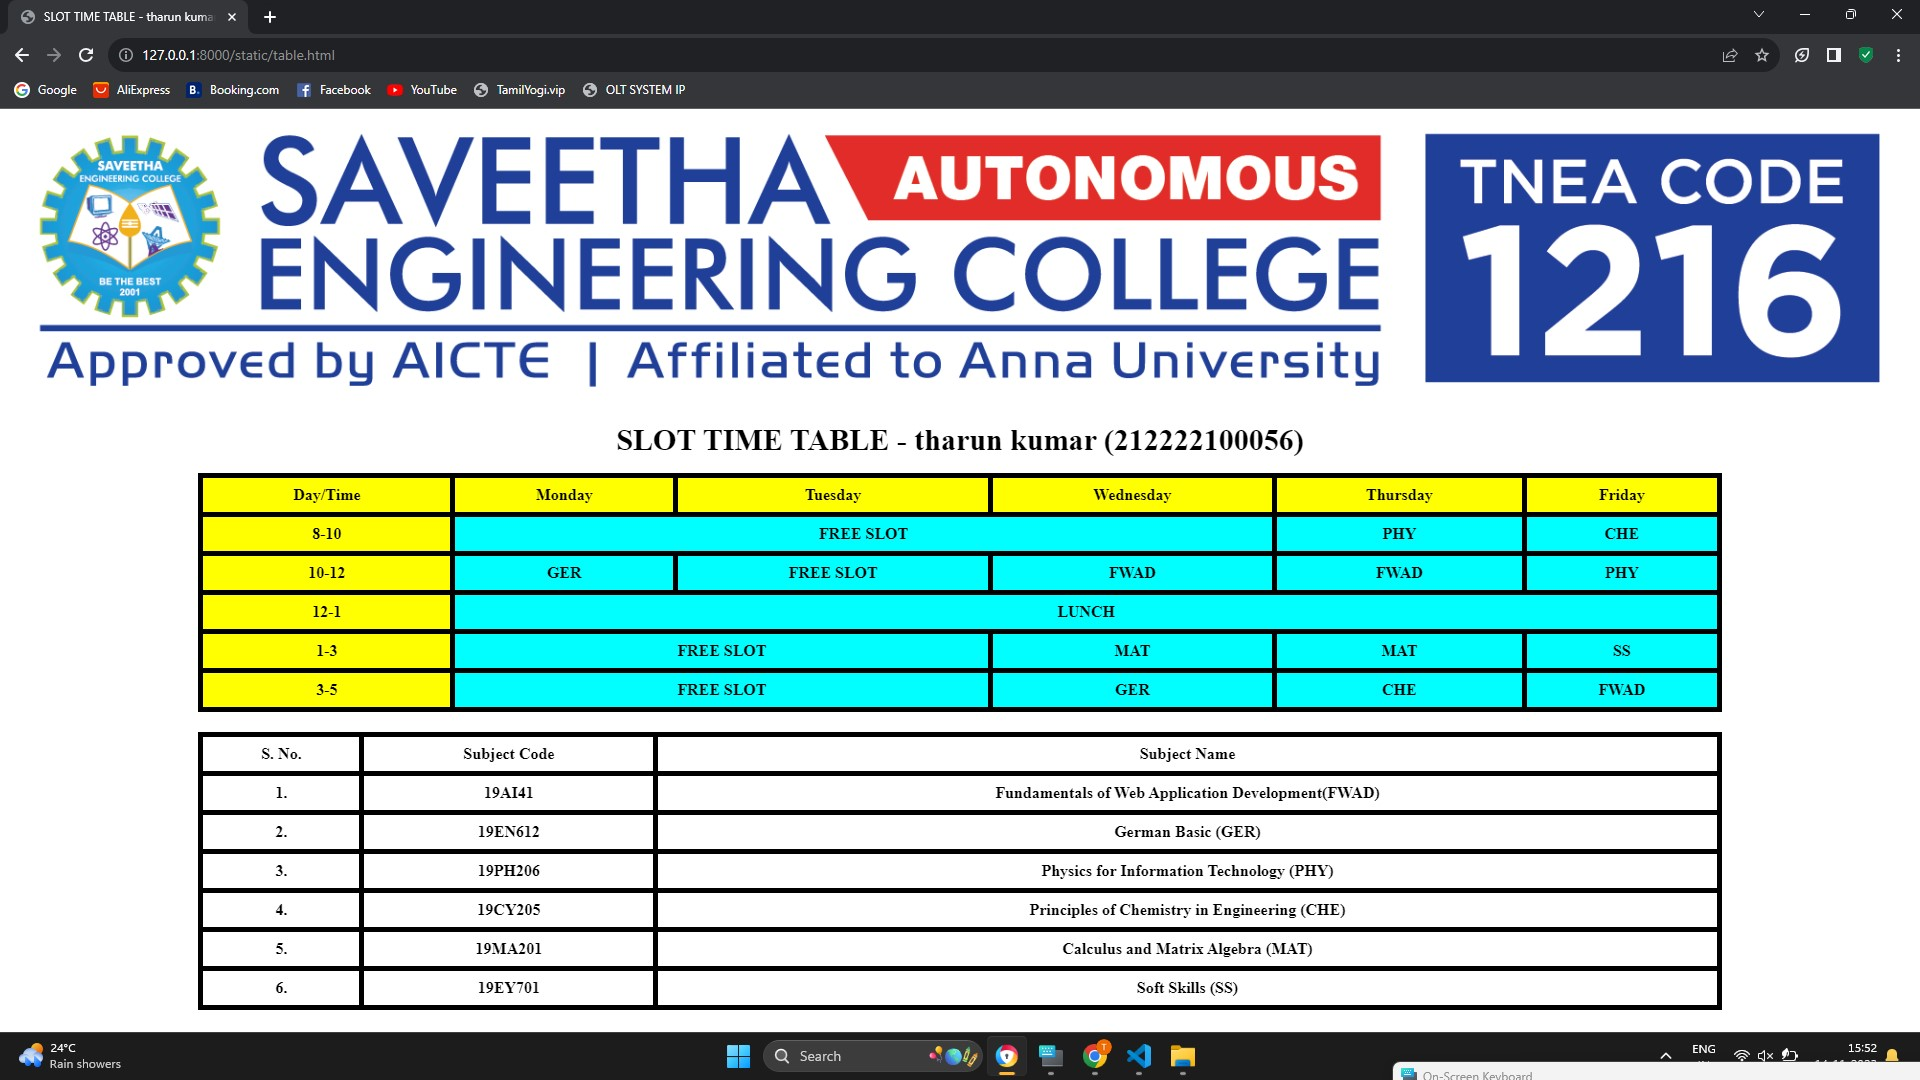 SLOT TIME TABLE - tharun kuma
127.0.0.1:8000/static/table.html
Google AliExpress Booking.com Facebook YouTube TamilYogi.vip OLT SYSTEM IP
SAVEETHA
ENGINEERING COLLEGE
BE THE BEST
2001
SAVEETHA AUTONOMOUS
ENGINEERING COLLEGE
Approved by AICTE | Affiliated to Anna University
TNEA CODE
1216
SLOT TIME TABLE - tharun kumar (212222100056)
Day/Time Monday Tuesday Wednesday Thursday Friday
8-10 FREE SLOT PHY CHE
10-12 GER FREE SLOT FWAD FWAD PHY
12-1 LUNCH
1-3 FREE SLOT MAT MAT SS
3-5 FREE SLOT GER CHE FWAD
S. No. Subject Code Subject Name
1. 19AI41 Fundamentals of Web Application Development(FWAD)
2. 19EN612 German Basic (GER)
3. 19PH206 Physics for Information Technology (PHY)
4. 19CY205 Principles of Chemistry in Engineering (CHE)
5. 19MA201 Calculus and Matrix Algebra (MAT)
6. 19EY701 Soft Skills (SS)
24°C
Rain showers
Search
ENG
15:52
On-Screen Keyboard